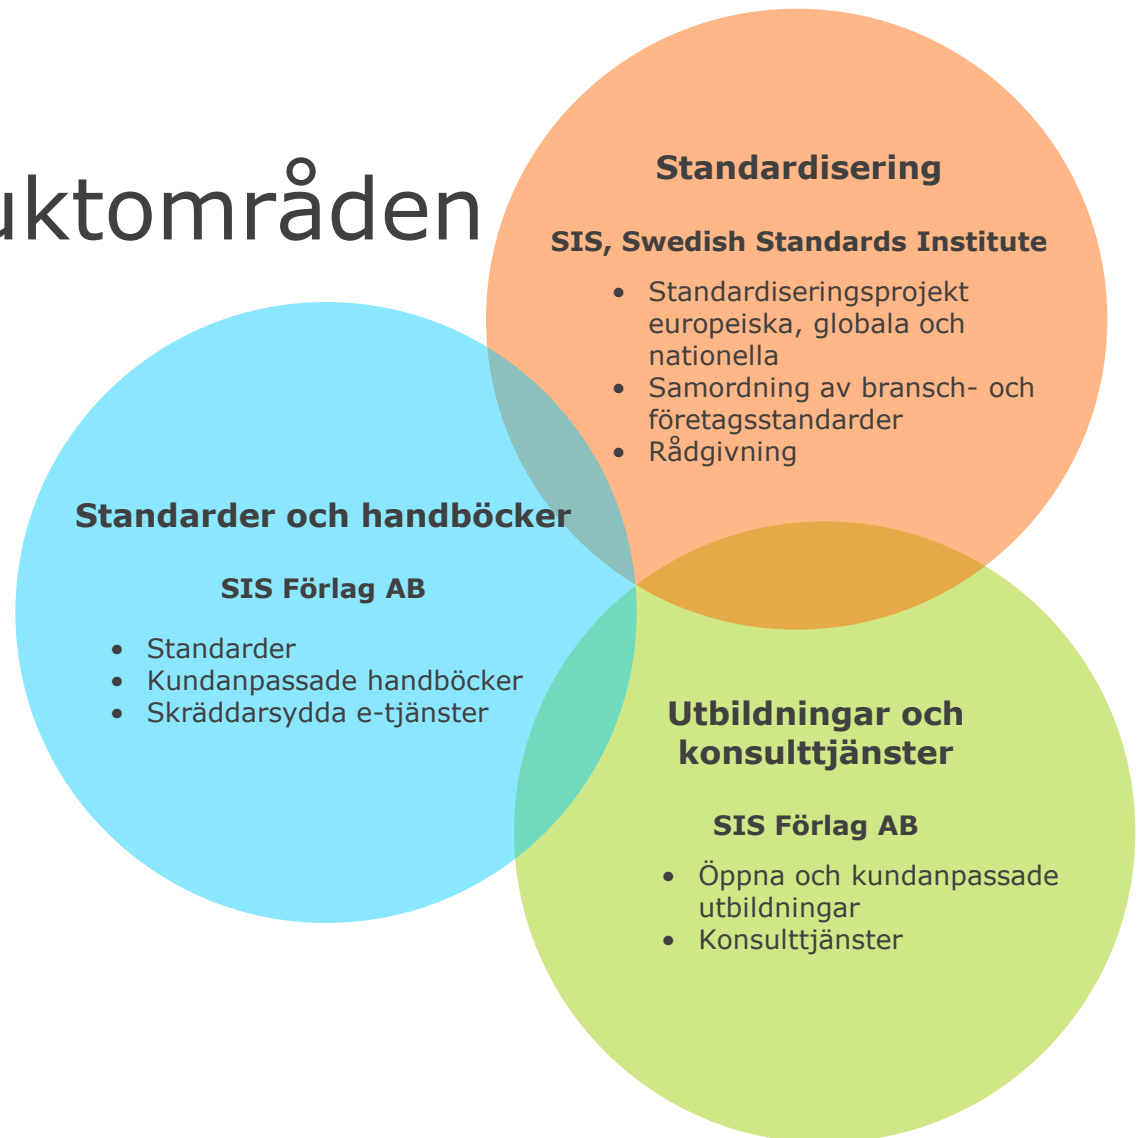 uktområden
Standardisering
SIS, Swedish Standards Institute
• Standardiseringsprojekt
europeiska, globala och
nationella
• Samordning av bransch- och
företagsstandarder
• Rådgivning
Standarder och handböcker
SIS Förlag AB
• Standarder
• Kundanpassade handböcker
• Skräddarsydda e-tjänster
Utbildningar och
konsulttjänster
SIS Förlag AB
• Öppna och kundanpassade
utbildningar
• Konsulttjänster